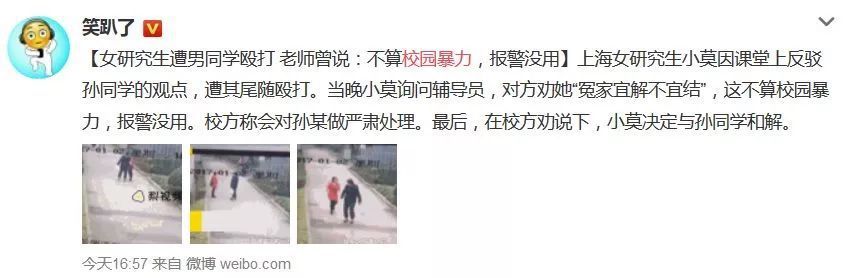 笑趴了
【女研究生遭男同学殴打 老师曾说：不算校园暴力，报警没用】上海女研究生小莫因课堂上反驳
孙同学的观点，遭其尾随殴打。当晚小莫询问辅导员，对方劝她“冤家宜解不宜结”，这不算校园暴
力，报警没用。校方称会对孙某做严肃处理。最后，在校方劝说下，小莫决定与孙同学和解。
梨视频
今天16:57 来自 微博 weibo.com